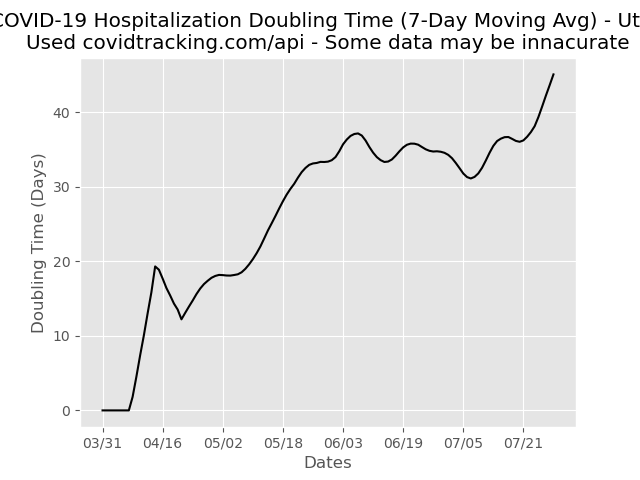 COVID-19 Hospitalization Doubling Time (7-Day Moving Avg) - Ut
Used covidtracking.com/api - Some data may be innacurate
Doubling Time (Days)
40
30
20
10
0
03/31 04/16 05/02 05/18 06/03 06/19 07/05 07/21
Dates